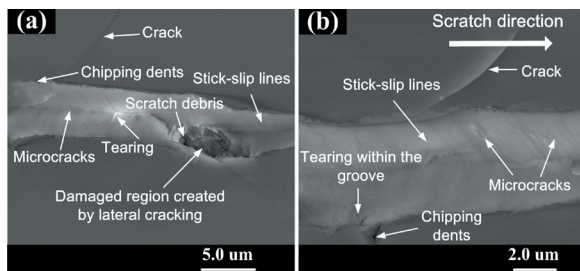 (a)
Crack
Chipping dents
Stick-slip lines
Scratch debris
Microcracks
Tearing
Damaged region created
by lateral cracking
5.0 um
(b)
Scratch direction
Crack
Stick-slip lines
Tearing within the
groove
Microcracks
Chipping
dents
2.0 um